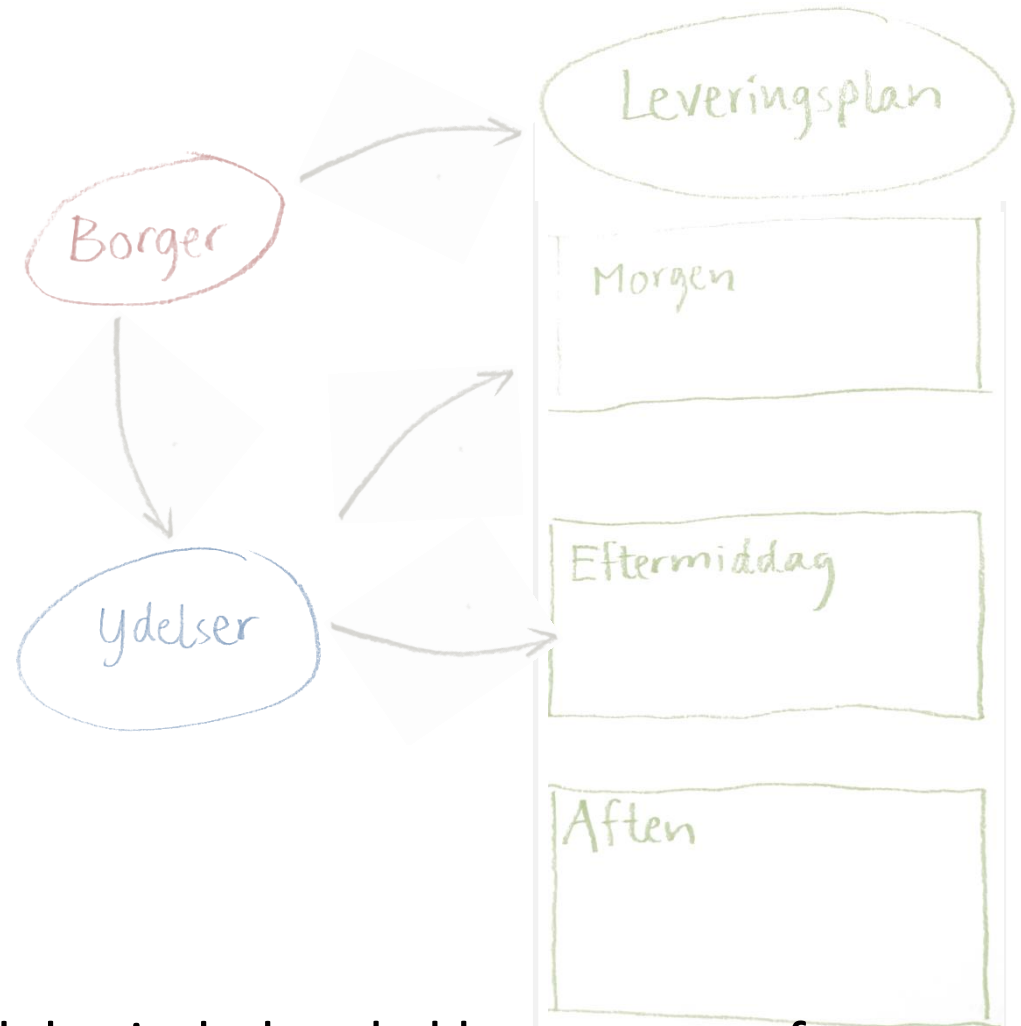 Leveringsplan
Borger
Morgen
Eftermiddag
Ydelser
Aften